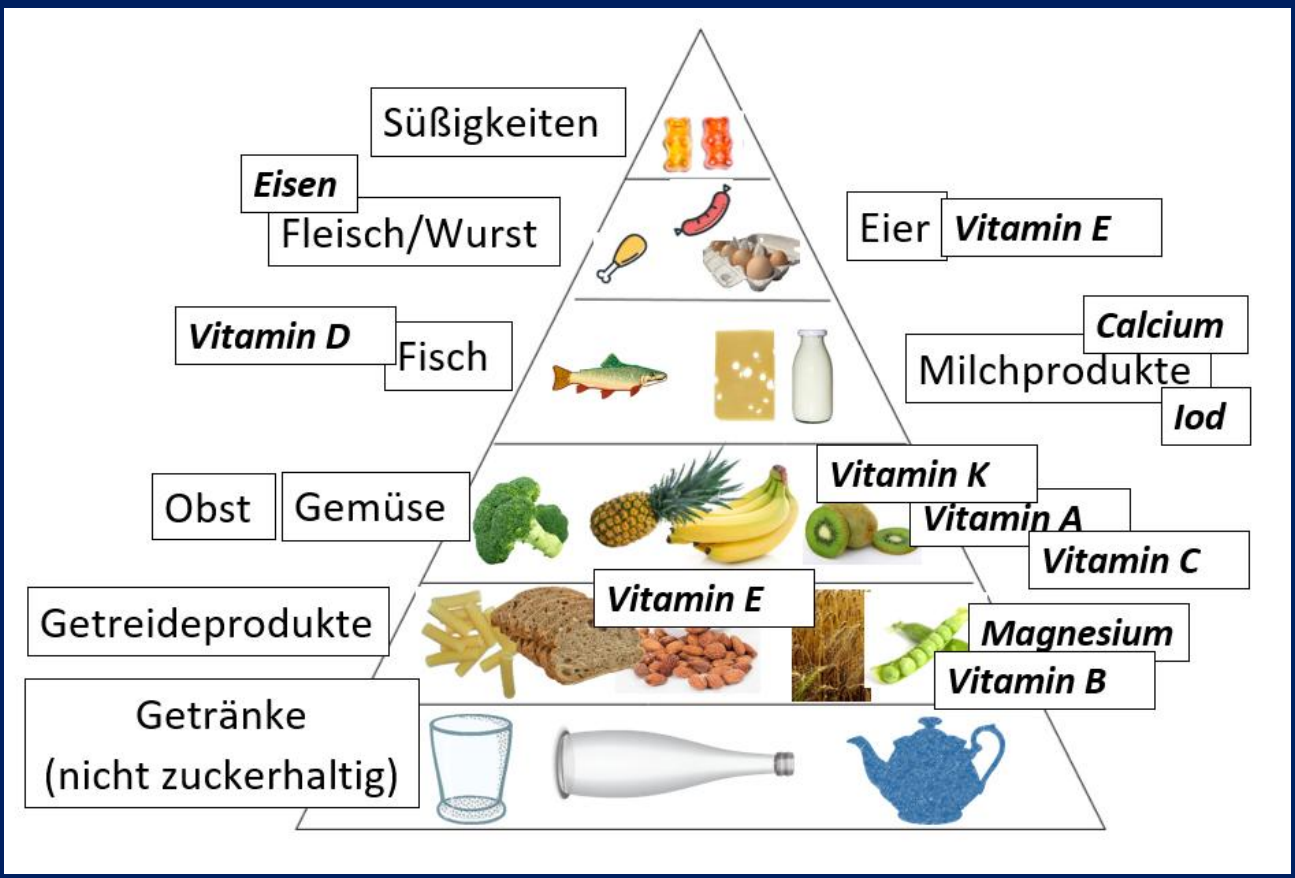 Süßigkeiten
Eisen
Fleisch/Wurst
Eier
Vitamin E
Vitamin D
Fisch
Calcium
Milchprodukte
Iod
Obst
Gemüse
Vitamin K
Vitamin A
Vitamin C
Getreideprodukte
Vitamin E
Magnesium
Vitamin B
Getränke
(nicht zuckerhaltig)